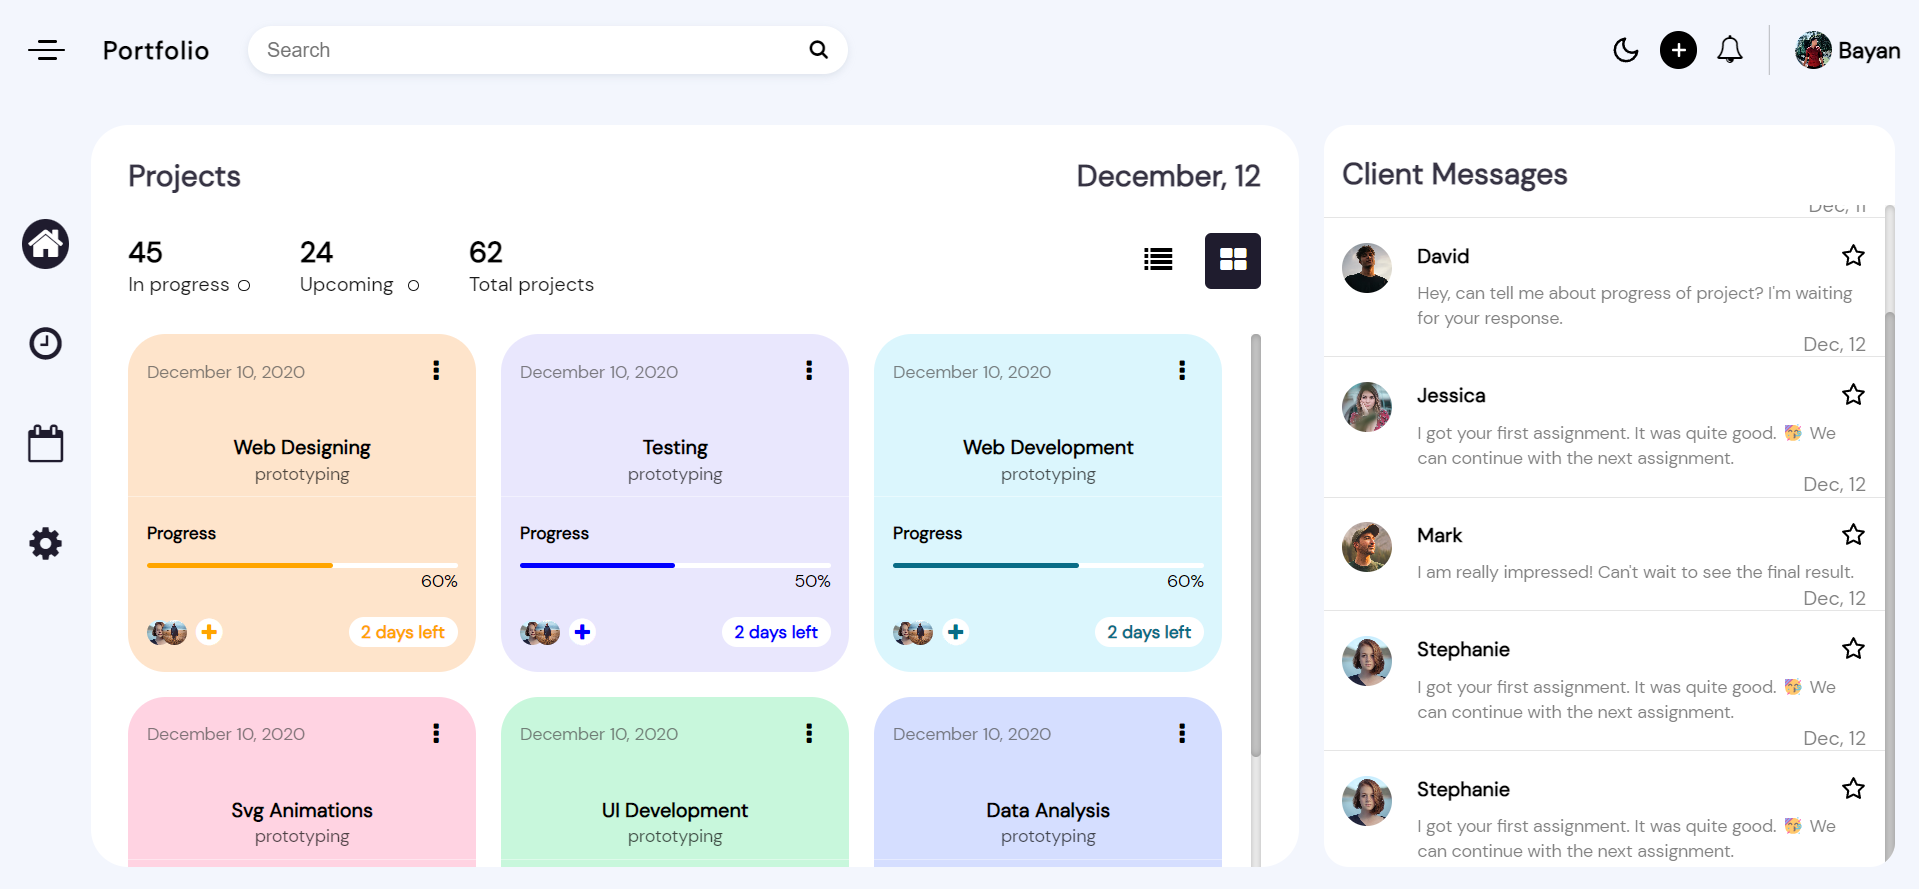 Portfolio
Search
Bayan
Projects
December, 12
45
In progress
24
Upcoming
62
Total projects
December 10, 2020
Web Designing
prototyping
Progress
60%
2 days left
December 10, 2020
Testing
prototyping
Progress
50%
2 days left
December 10, 2020
Web Development
prototyping
Progress
60%
2 days left
December 10, 2020
Svg Animations
prototyping
December 10, 2020
UI Development
prototyping
December 10, 2020
Data Analysis
prototyping
Client Messages
Dec, 11
David
Hey, can tell me about progress of project? I'm waiting
for your response.
Dec, 12
Jessica
I got your first assignment. It was quite good. 🥳 We
can continue with the next assignment.
Dec, 12
Mark
I am really impressed! Can't wait to see the final result.
Dec, 12
Stephanie
I got your first assignment. It was quite good. 🥳 We
can continue with the next assignment.
Dec, 12
Stephanie
I got your first assignment. It was quite good. 🥳 We
can continue with the next assignment.